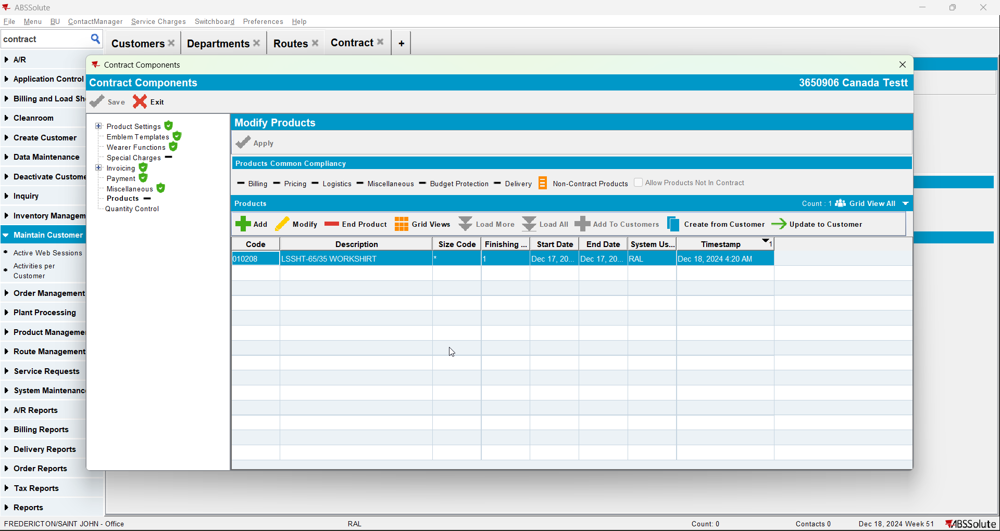 ABSSolute
File Menu BU ContactManager Service Charges Switchboard Preferences Help
contract
Customers Departments Routes Contract +
A/R
Application Control
Billing and Load Sh
Cleanroom
Create Customer
Data Maintenance
Deactivate Custome
Inquiry
Inventory Managem
Maintain Customer
Active Web Sessions
Activities per
Customer
Order Management
Plant Processing
Product Manageme
Route Management
Service Requests
System Maintenanc
A/R Reports
Billing Reports
Delivery Reports
Order Reports
Tax Reports
Reports
Contract Components
Contract Components 3650906 Canada Testt
Save Exit
Product Settings
Emblem Templates
Wearer Functions
Special Charges
Invoicing
Payment
Miscellaneous
Products
Quantity Control
Modify Products
Apply
Products Common Compliancy
Billing Pricing Logistics Miscellaneous Budget Protection Delivery Non-Contract Products Allow Products Not In Contract
Products Count : 1 Grid View All
Add Modify End Product Grid Views Load More Load All Add To Customers Create from Customer Update to Customer
Code Description Size Code Finishing ... Start Date End Date System Us... Timestamp 1
010208 LSSHT-65/35 WORKSHIRT * 1 Dec 17, 20... Dec 17, 20... RAL Dec 18, 2024 4:20 AM
FREDERICTON/SAINT JOHN - Office RAL Count: 0 Contacts 0 Dec 18, 2024 Week 51 ABSSolute